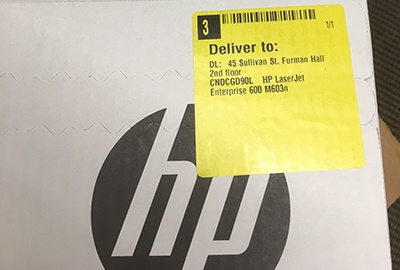 3
1/1
Deliver to:
DL: 45 Sullivan St. Furman Hall
2nd floor
CNDCGD90L HP LaserJet
Enterprise 600 M603n
hp